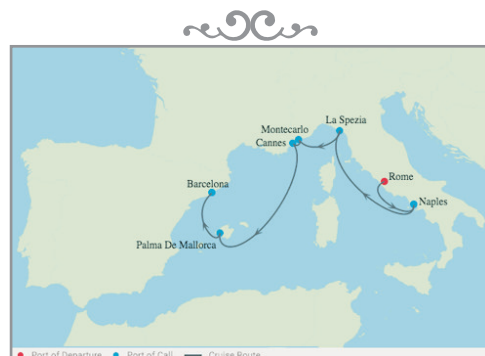 La Spezia
Montecarlo
Cannes
Rome
Barcelona
Naples
Palma De Mallorca
Port of Departure Port of Call Cruise Route